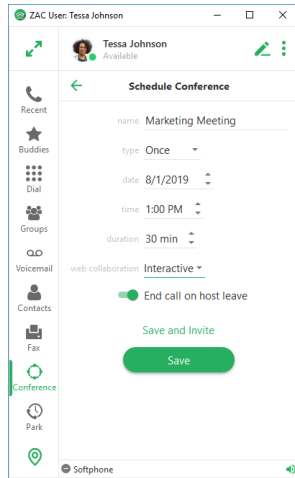 ZAC User: Tessa Johnson
Tessa Johnson
Available
Schedule Conference
name Marketing Meeting
type Once
date 8/1/2019
time 1:00 PM
duration 30 min
web collaboration Interactive
End call on host leave
Save and Invite
Save
Recent
Buddies
Dial
Groups
Voicemail
Contacts
Fax
Conference
Park
Softphone